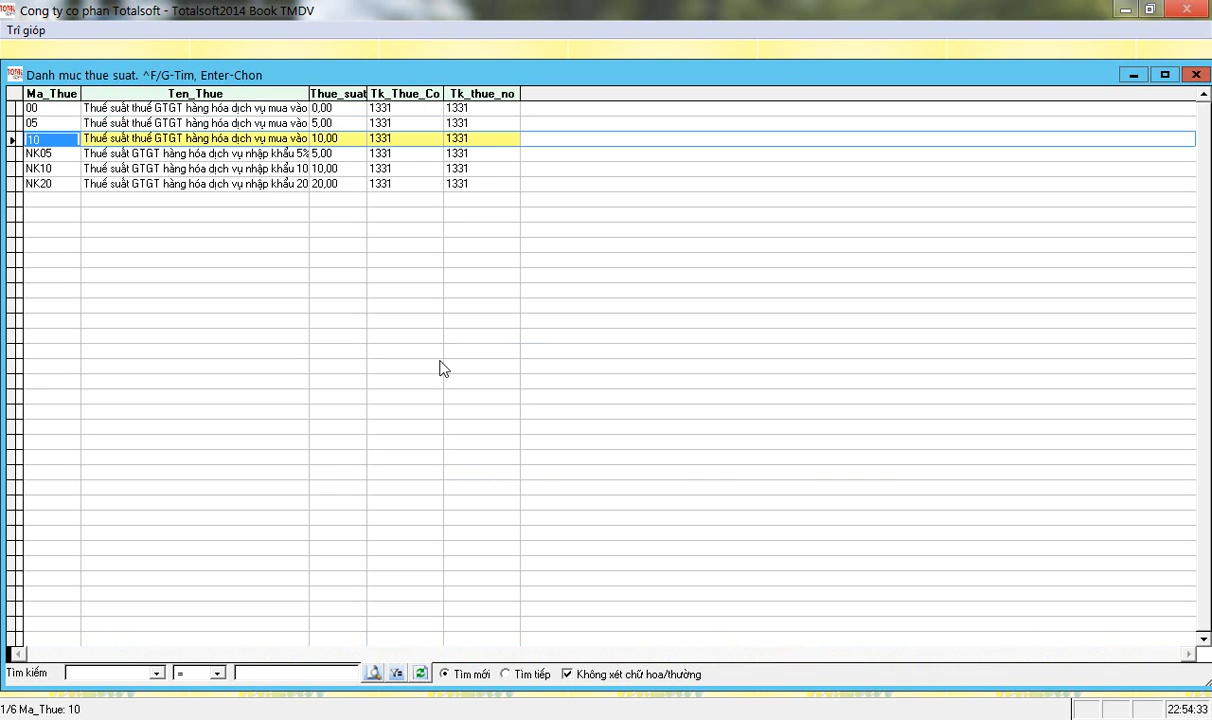 Công ty cọ phan Totalsoft - Totalsoft2014 Book TMDV
Trî gióp
Danh muc thue suat. ^F/G-Tim, Enter-Chon
Ma_Thue Ten_Thue Thue_suat Tk_Thue_Co Tk_thue_no
00 Thuế suất thuế GTGT hàng hóa dịch vụ mua vào 0,00 1331 1331
05 Thuế suất thuế GTGT hàng hóa dịch vụ mua vào 5,00 1331 1331
10 Thuế suất thuế GTGT hàng hóa dịch vụ mua vào 10,00 1331 1331
NK05 Thuế suất GTGT hàng hóa dịch vụ nhập khẩu 5% 5,00 1331 1331
NK10 Thuế suất GTGT hàng hóa dịch vụ nhập khẩu 10 10,00 1331 1331
NK20 Thuế suất GTGT hàng hóa dịch vụ nhập khẩu 20 20,00 1331 1331
Tìm kiếm = Tìm mới Tìm tiếp Không xét chữ hoa/thường
1/6 Ma_Thue: 10 22:54:33